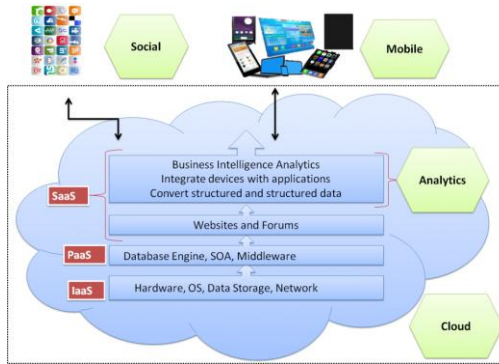 Social
Mobile
Business Intelligence Analytics
Integrate devices with applications
Convert structured and structured data
Analytics
SaaS
Websites and Forums
PaaS
Database Engine, SOA, Middleware
IaaS
Hardware, OS, Data Storage, Network
Cloud